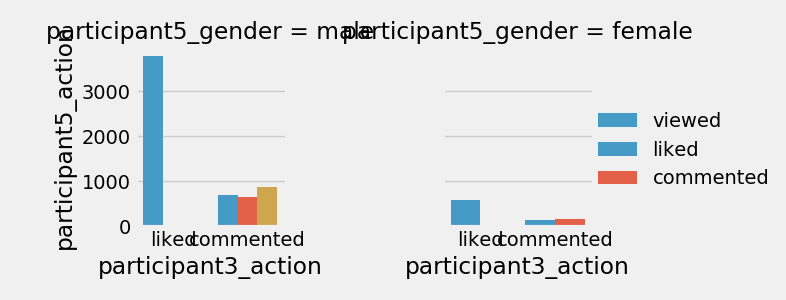 participant5_gender = male
participant5_gender = female
participant5_action
3000
2000
1000
0
liked
commented
liked
commented
participant3_action
participant3_action
viewed
liked
commented